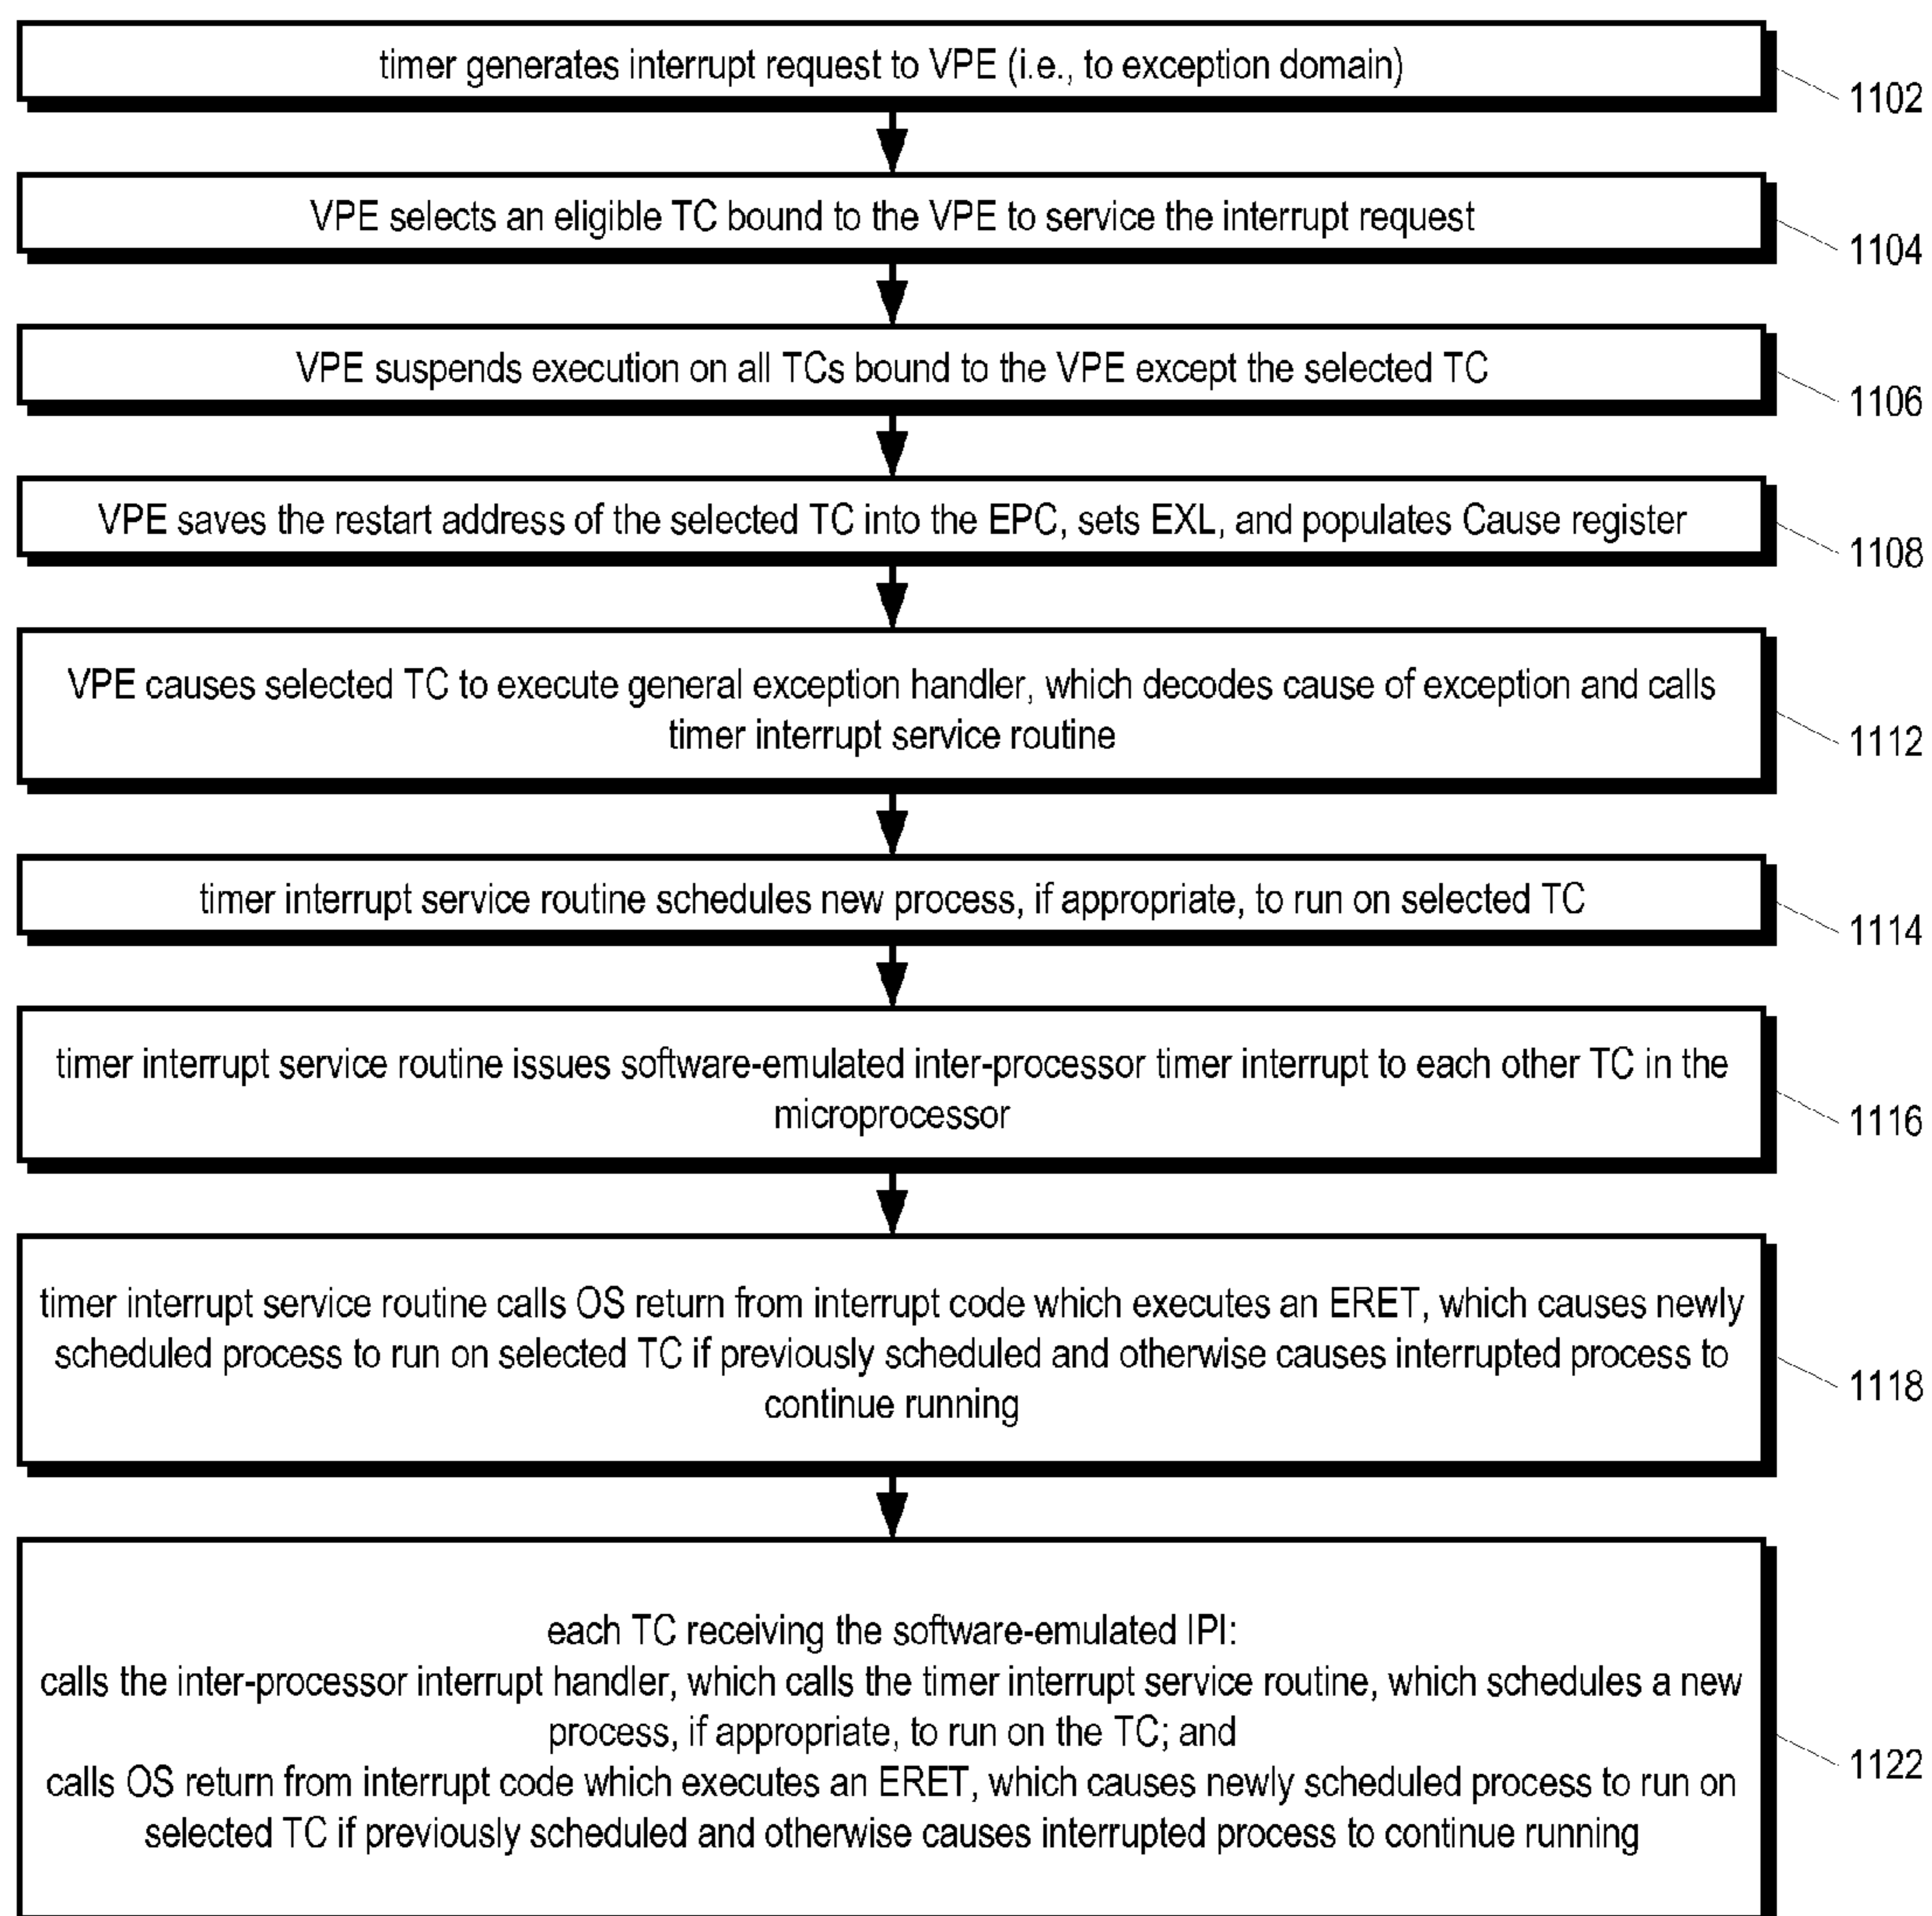 timer generates interrupt request to VPE (i.e., to exception domain)
1102
VPE selects an eligible TC bound to the VPE to service the interrupt request
1104
VPE suspends execution on all TCs bound to the VPE except the selected TC
1106
VPE saves the restart address of the selected TC into the EPC, sets EXL, and populates Cause register
1108
VPE causes selected TC to execute general exception handler, which decodes cause of exception and calls
timer interrupt service routine
1112
timer interrupt service routine schedules new process, if appropriate, to run on selected TC
1114
timer interrupt service routine issues software-emulated inter-processor timer interrupt to each other TC in the
microprocessor
1116
timer interrupt service routine calls OS return from interrupt code which executes an ERET, which causes newly
scheduled process to run on selected TC if previously scheduled and otherwise causes interrupted process to
continue running
1118
each TC receiving the software-emulated IPI:
calls the inter-processor interrupt handler, which calls the timer interrupt service routine, which schedules a new
process, if appropriate, to run on the TC; and
calls OS return from interrupt code which executes an ERET, which causes newly scheduled process to run on
selected TC if previously scheduled and otherwise causes interrupted process to continue running
1122